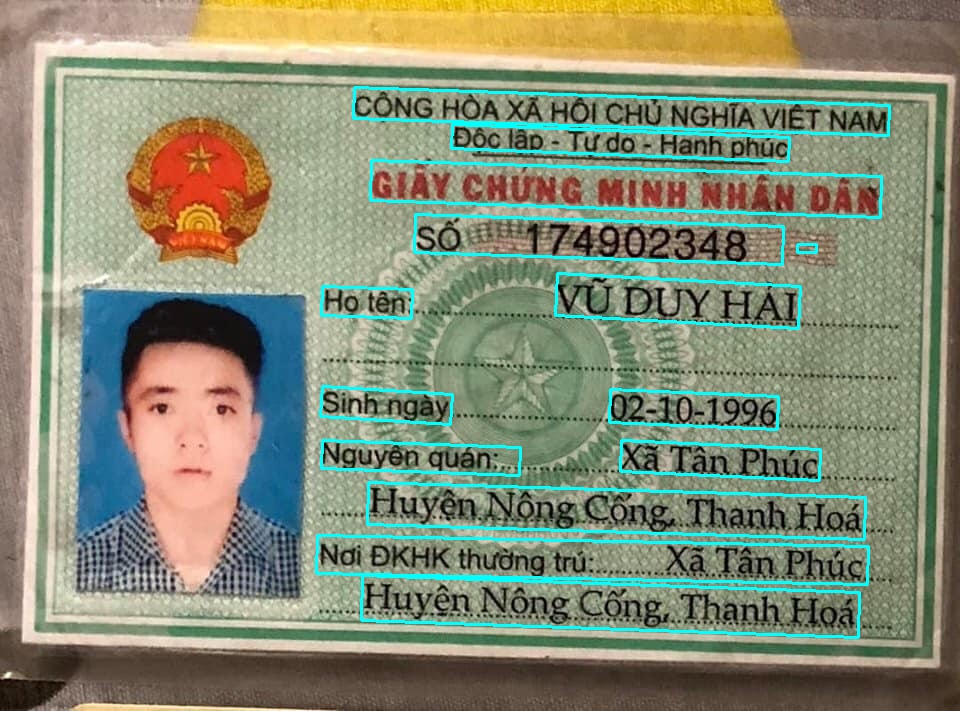 CỘNG HÒA XÃ HỘI CHỦ NGHĨA VIỆT NAM
Độc lập - Tự do - Hạnh phúc
GIẤY CHỨNG MINH NHÂN DÂN
SỐ 174902348
Họ tên: VŨ DUY HẢI
Sinh ngày 02-10-1996
Nguyên quán: Xã Tân Phúc
Huyện Nông Cống, Thanh Hoá
Nơi ĐKHK thường trú: Xã Tân Phúc
Huyện Nông Cống, Thanh Hoá